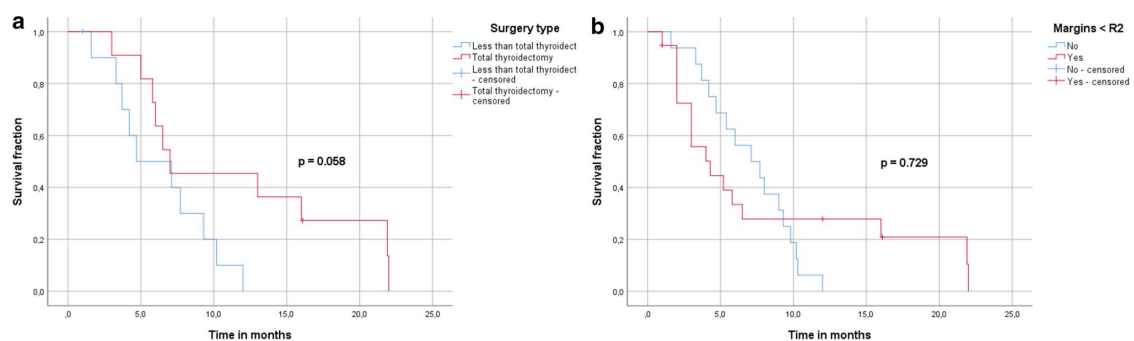 a
Surgery type
Less than total thyroidect
Total thyroidectomy
Less than total thyroidect
- censored
Total thyroidectomy -
censored
1,0
0,8
0,6
0,4
0,2
0,0
Survival fraction
p = 0.058
,0 5,0 10,0 15,0 20,0 25,0
Time in months
b
Margins < R2
No
Yes
No - censored
Yes - censored
1,0
0,8
0,6
0,4
0,2
0,0
Survival fraction
p = 0.729
,0 5,0 10,0 15,0 20,0 25,0
Time in months